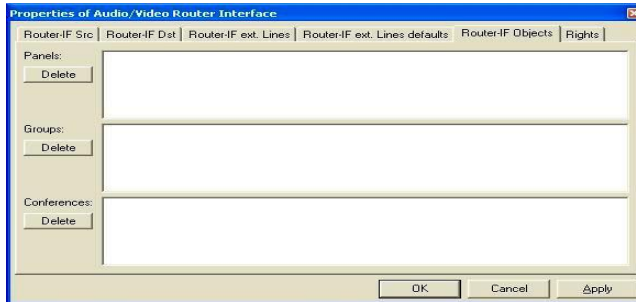 Properties of Audio/Video Router Interface
Router-IF Src Router-IF Dst Router-IF ext. Lines Router-IF ext. Lines defaults Router-IF Objects Rights
Panels:
Delete
Groups:
Delete
Conferences:
Delete
OK Cancel Apply